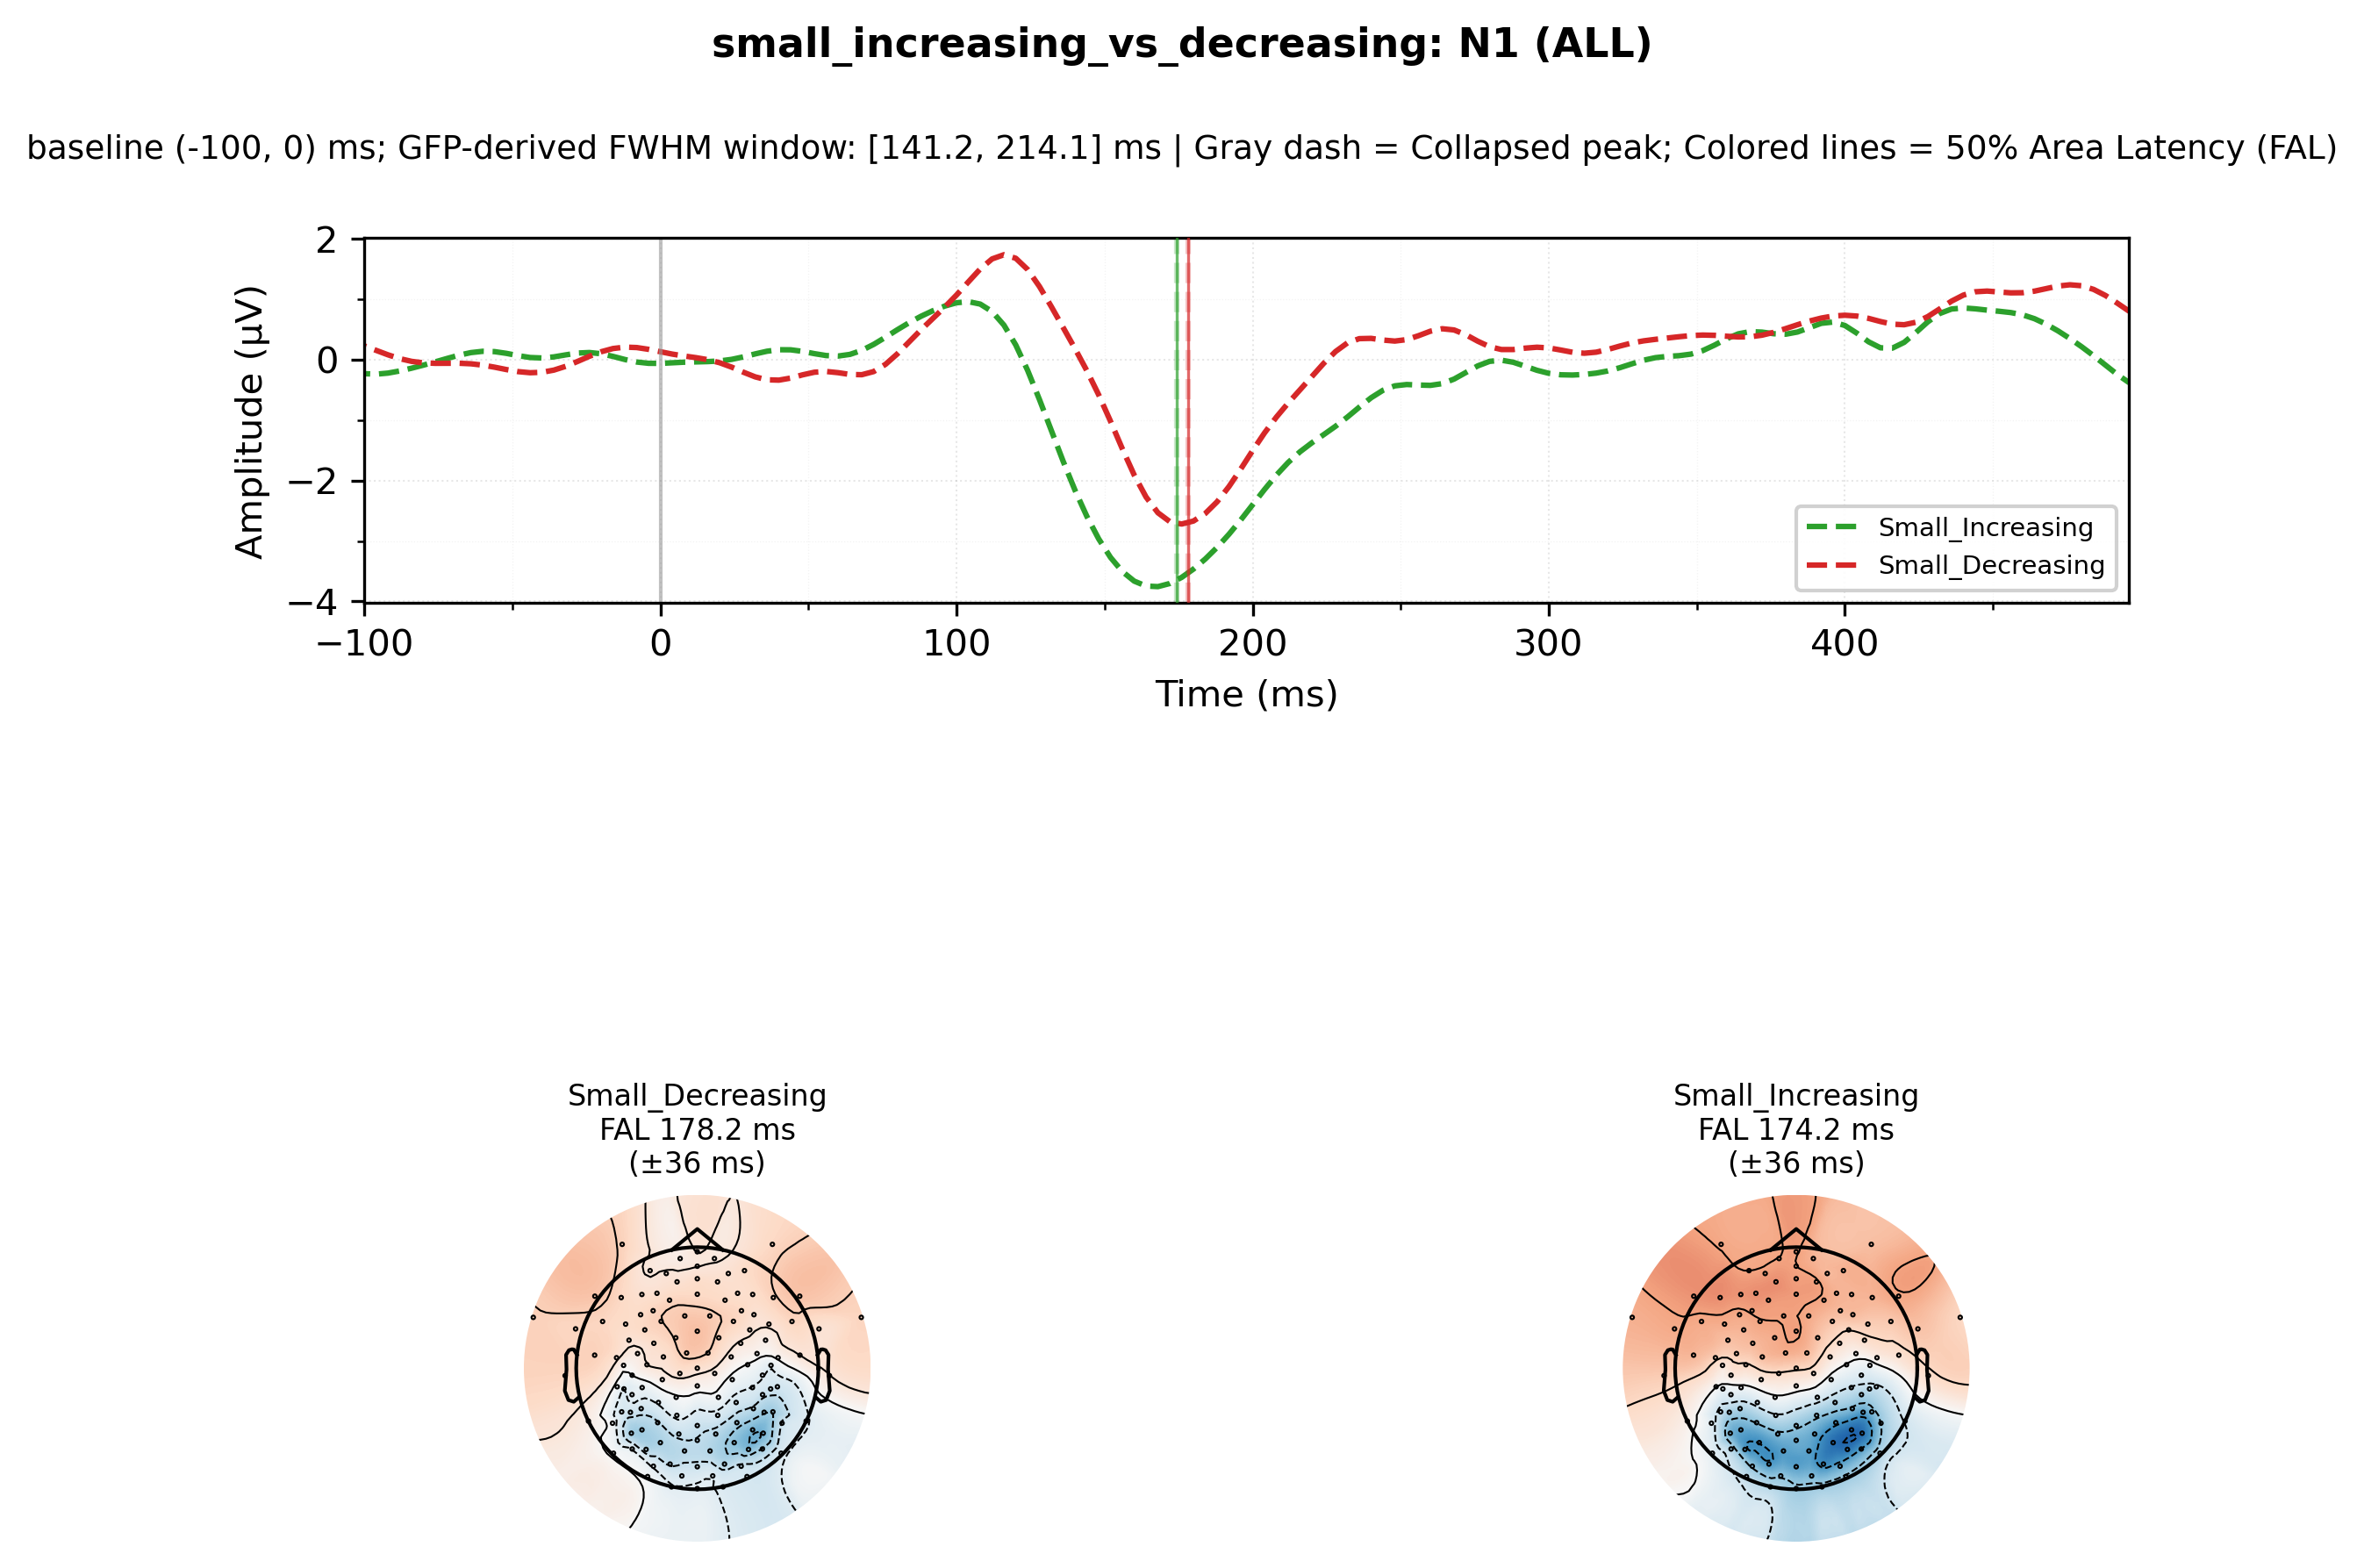 small_increasing_vs_decreasing: N1 (ALL)
baseline (-100, 0) ms; GFP-derived FWHM window: [141.2, 214.1] ms | Gray dash = Collapsed peak; Colored lines = 50% Area Latency (FAL)
Amplitude (µV)
2
0
−2
−4
Small_Increasing
Small_Decreasing
−100
0
100
200
300
400
Time (ms)
Small_Decreasing
FAL 178.2 ms
(±36 ms)
Small_Increasing
FAL 174.2 ms
(±36 ms)